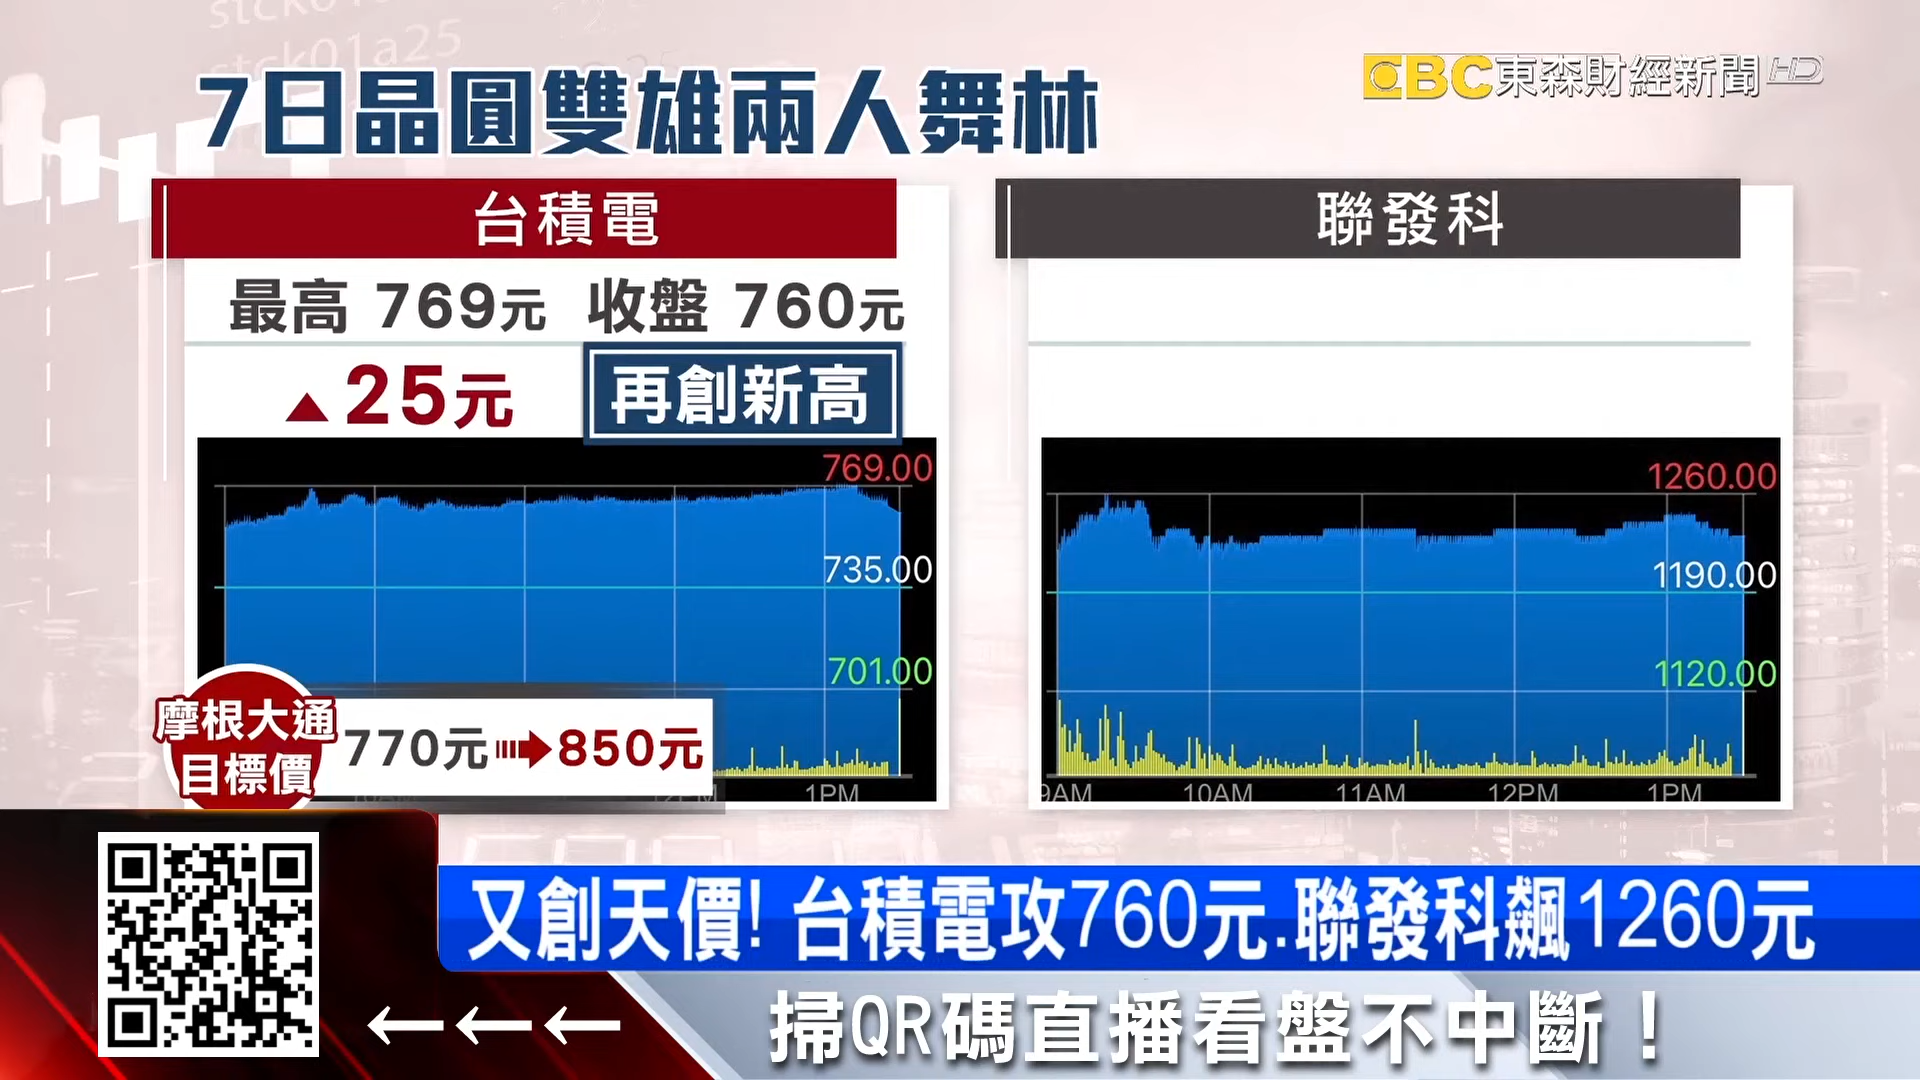 stck01a25
7日晶圓雙雄兩人舞林
EBC東森財經新聞HD
台積電
最高 769元 收盤 760元
▲25元
再創新高
769.00
735.00
701.00
摩根大通
目標價
770元➡850元
12PM 1PM
聯發科
1260.00
1190.00
1120.00
9AM 10AM 11AM 12PM 1PM
又創天價! 台積電攻760元.聯發科飆1260元
←←← 掃QR碼直播看盤不中斷！